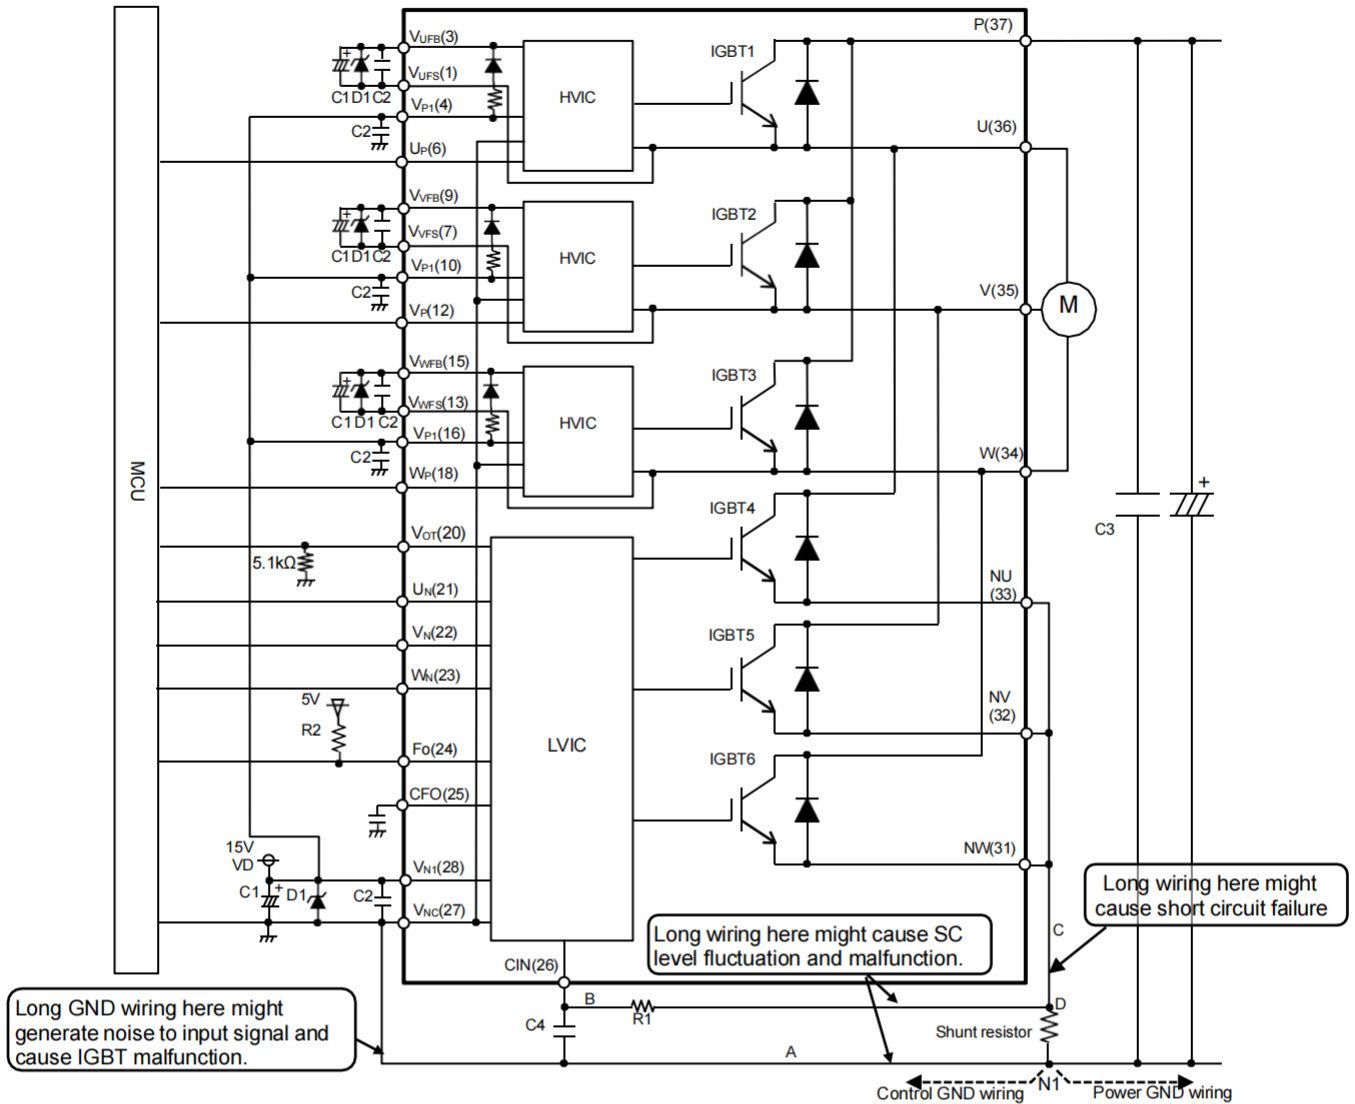 P(37)
VUFB(3)
IGBT1
VUFS(1)
HVIC
C1 D1 C2
VP1(4)
C2
U(36)
UP(6)
VVFB(9)
IGBT2
VVFS(7)
HVIC
C1 D1 C2
VP1(10)
C2
V(35)
M
VP(12)
VWFB(15)
IGBT3
VWFS(13)
HVIC
C1 D1 C2
VP1(16)
C2
W(34)
WP(18)
MCU
+
IGBT4
C3
VOT(20)
5.1kΩ
NU
(33)
UN(21)
IGBT5
VN(22)
WN(23)
NV
(32)
5V
R2
LVIC
Fo(24)
IGBT6
CFO(25)
15V
VD
NW(31)
VN1(28)
C1
+
D1
C2
VNC(27)
Long wiring here might
cause short circuit failure
C
Long wiring here might cause SC
level fluctuation and malfunction.
CIN(26)
B
R1
D
C4
Shunt resistor
Long GND wiring here might
generate noise to input signal and
cause IGBT malfunction.
A
N1
Control GND wiring
Power GND wiring
+
+
+